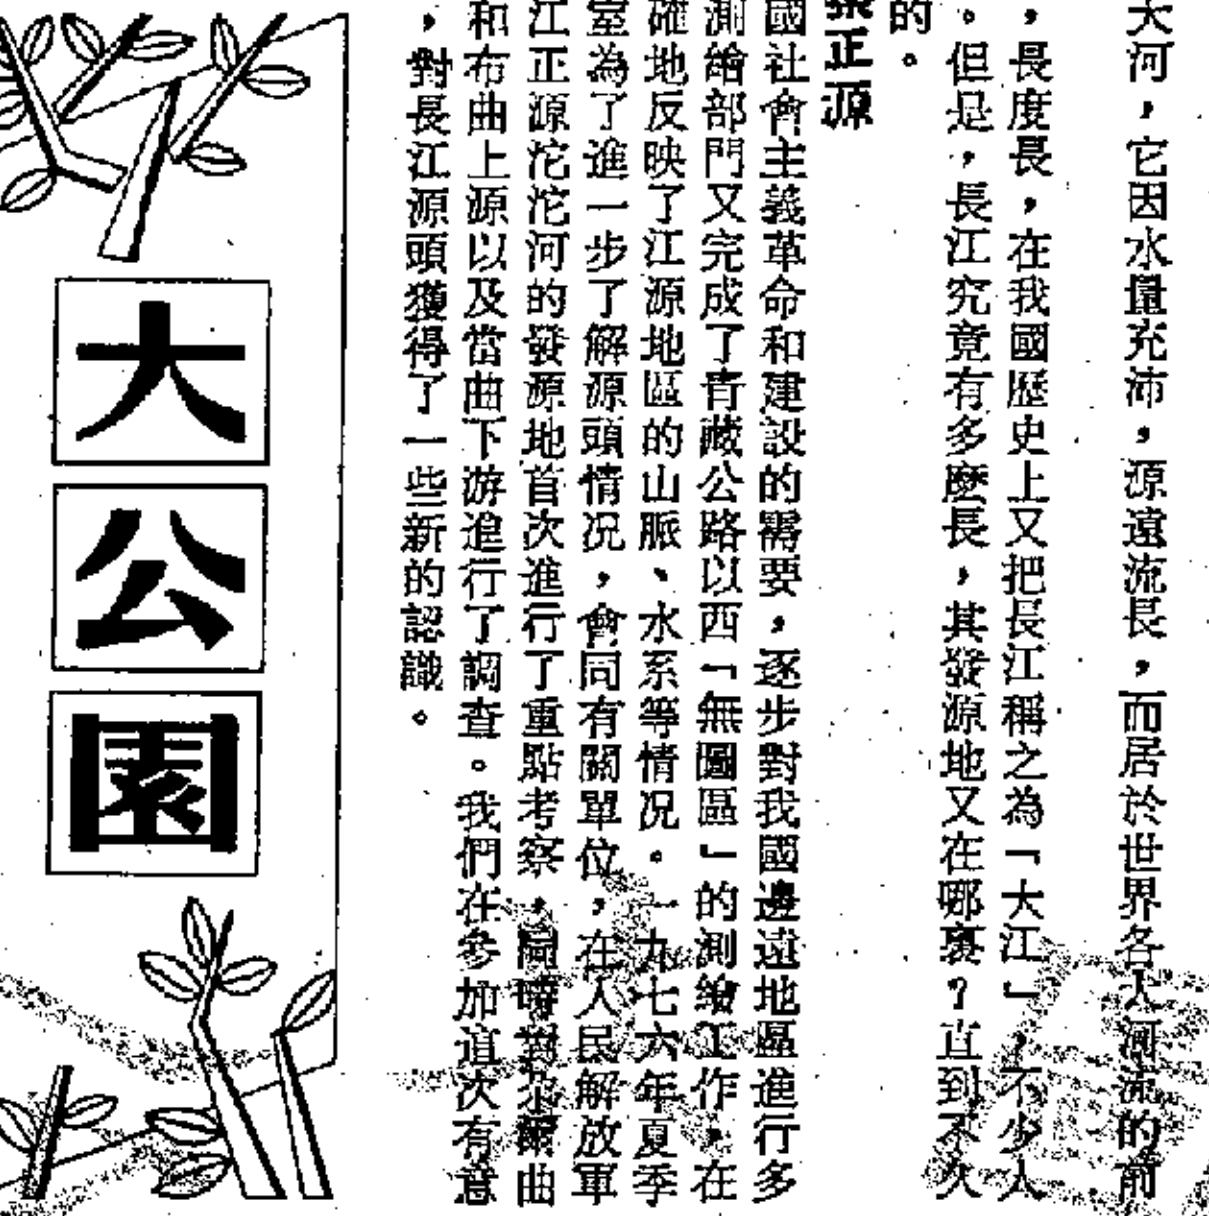 大河，它因水量充沛，源遠流長，而居於世界各大河流的前
，長度長，在我國歷史上又把長江稱之為「大江」，不少人
。但是，長江究竟有多麼長，其發源地又在哪裏？直到不久
的。
正源
國社會主義革命和建設的需要，逐步對我國邊遠地區進行多
測繪部門又完成了青藏公路以西「無圖區」的測繪工作，在
確地反映了江源地區的山脈、水系等情況。一九七六年夏季
室為了進一步了解源頭情況，會同有關單位，在人民解放軍
江正源沱沱河的發源地首次進行了重點考察，同時對尕爾曲
和布曲上源以及當曲下游進行了調查。我們在參加這次有意
，對長江源頭獲得了一些新的認識。
大公園